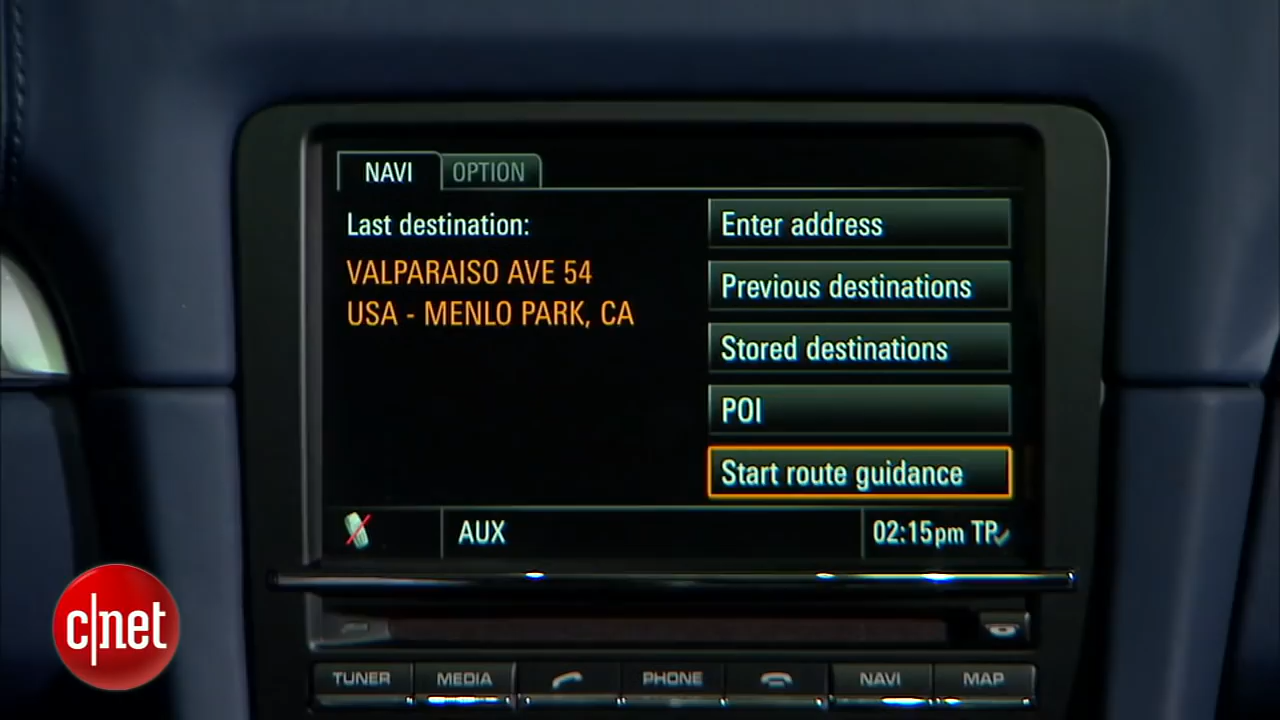 NAVI OPTION
Last destination:
VALPARAISO AVE 54
USA - MENLO PARK, CA
Enter address
Previous destinations
Stored destinations
POI
Start route guidance
AUX
02:15pm TP
c|net
TUNER MEDIA PHONE NAVI MAP